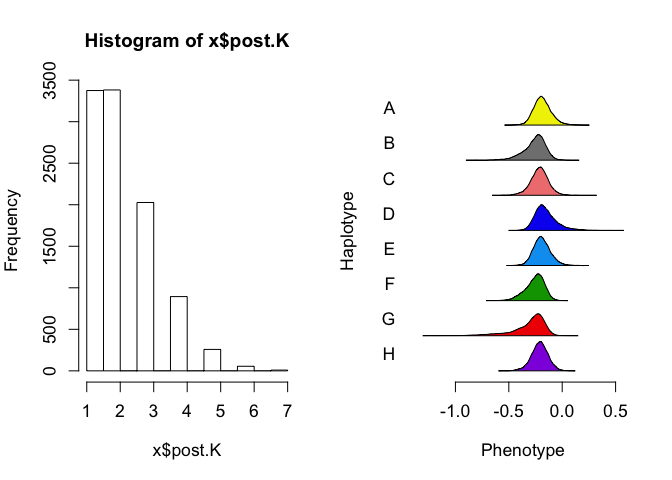 Histogram of x$post.K
Frequency
0
500
1500
2500
3500
1 2 3 4 5 6 7
x$post.K
Haplotype
A
B
C
D
E
F
G
H
-1.0 -0.5 0.0 0.5
Phenotype